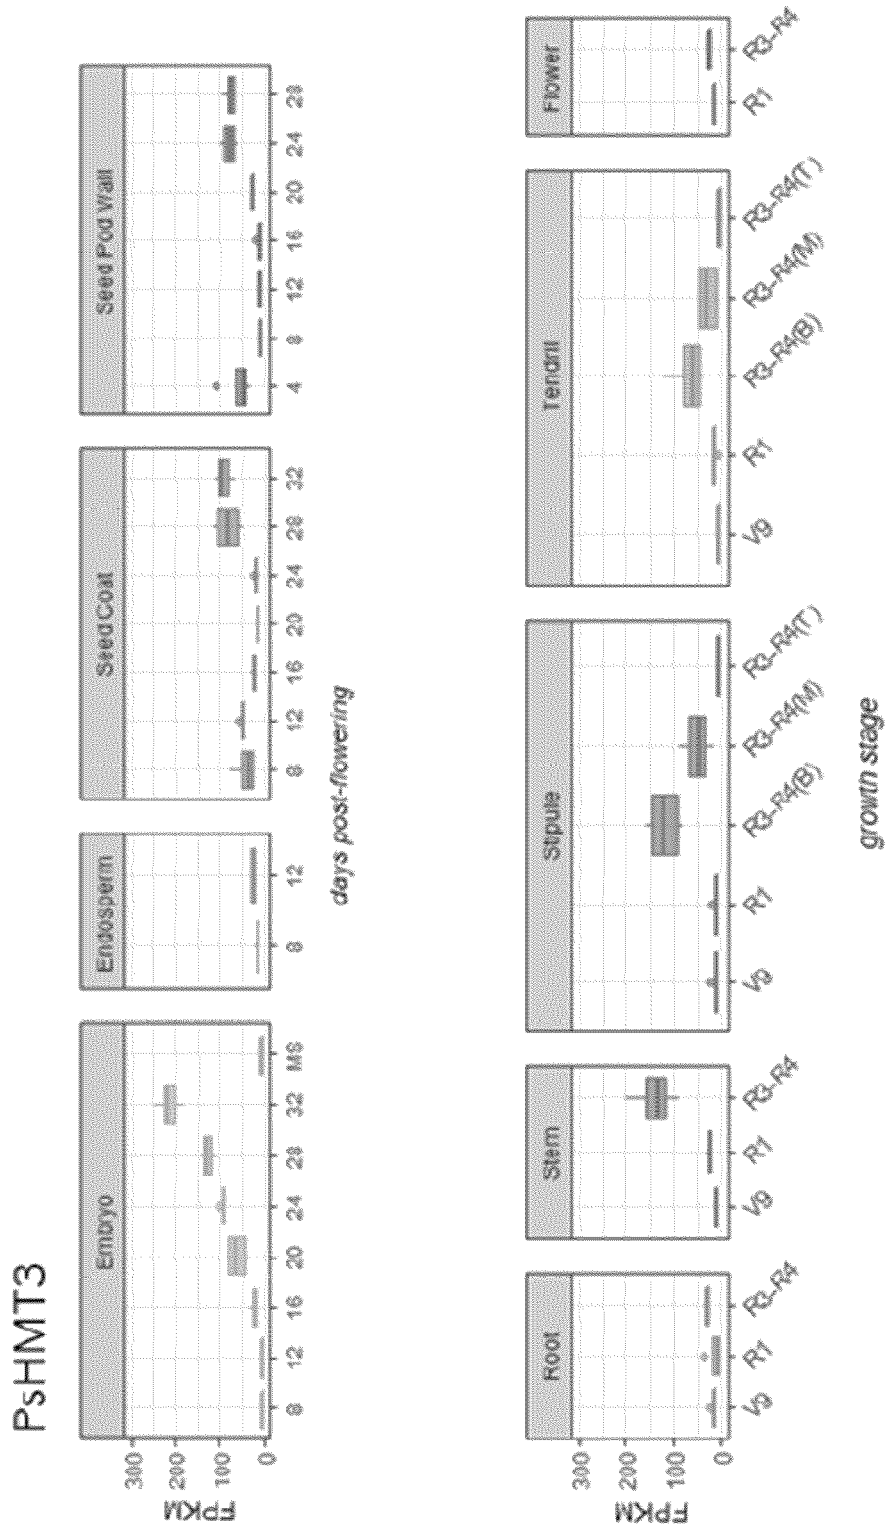 PsHMT3
Embryo Endosperm Seed Coat Seed Pod Wall
FPKM
300
200
100
0
8 12 16 20 24 28 32 MS 8 12 8 12 16 20 24 28 32 4 8 12 16 20 24 28
days post-flowering
Root Stem Stipule Tendril Flower
FPKM
300
200
100
0
V9 R1 R3-R4 V9 R1 R3-R4 V9 R1 R3-R4(B) R3-R4(M) R3-R4(T) V9 R1 R3-R4(B) R3-R4(M) R3-R4(T) R1 R3-R4
growth stage